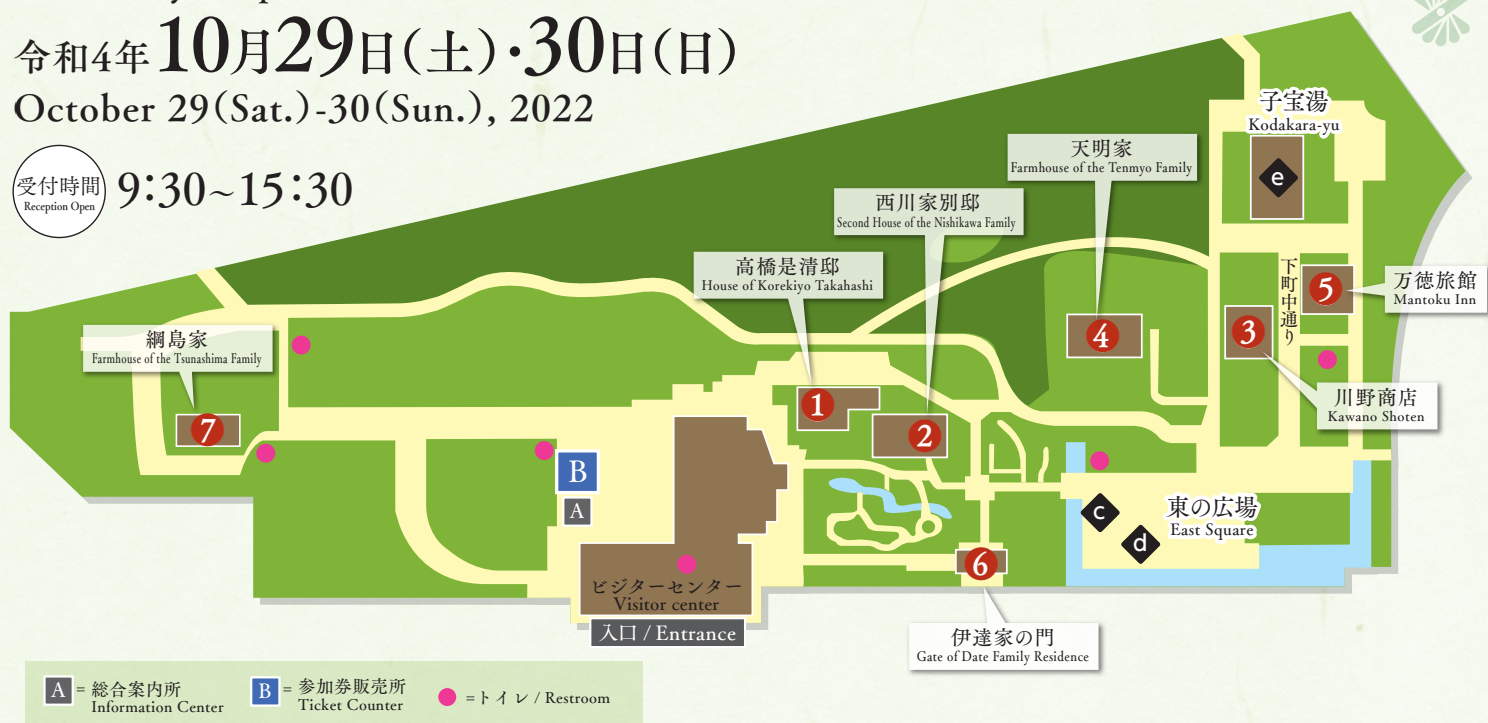 令和4年 10月29日(土)・30日(日)
October 29(Sat.)-30(Sun.), 2022
受付時間
Reception Open
9:30~15:30
子宝湯
Kodakara-yu
e
天明家
Farmhouse of the Tenmyo Family
4
西川家別邸
Second House of the Nishikawa Family
2
高橋是清邸
House of Korekiyo Takahashi
1
下町中通り
5
万徳旅館
Mantoku Inn
3
川野商店
Kawano Shoten
綱島家
Farmhouse of the Tsunashima Family
7
B
A
c
d
東の広場
East Square
6
伊達家の門
Gate of Date Family Residence
ビジターセンター
Visitor center
入口 / Entrance
A = 総合案内所
Information Center
B = 参加券販売所
Ticket Counter
=トイレ / Restroom